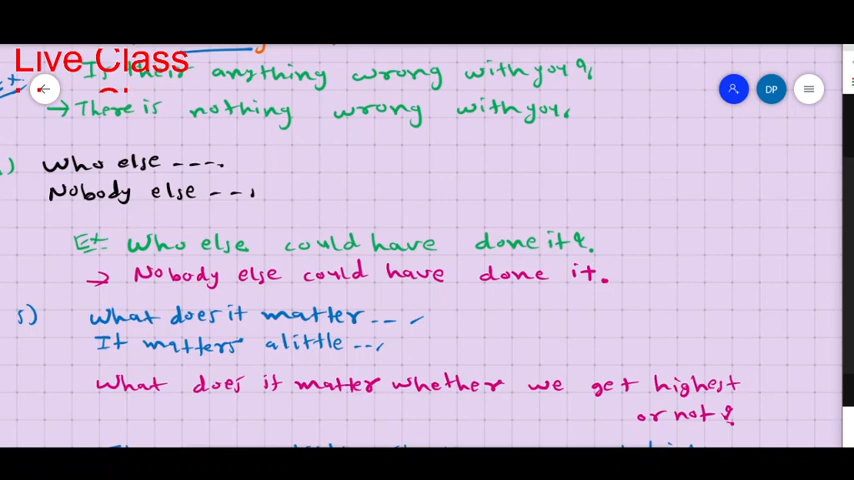 Live Class
Ex
Is their anything wrong with you?
→ There is nothing wrong with you.
DP
) Who else ----.
Nobody else ---.
Ex Who else could have done it?.
→ Nobody else could have done it.
5) What does it matter ---
It matters a little ---
What does it matter whether we get highest
or not?